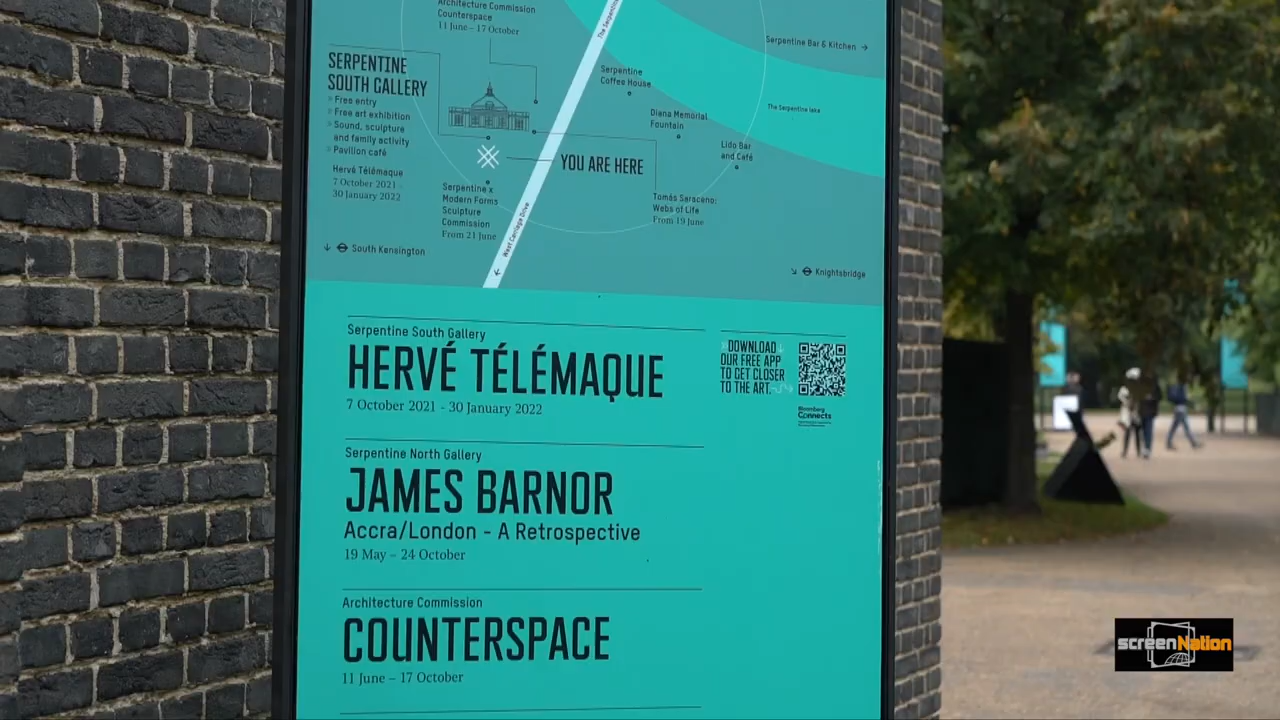 Architecture Commission
Counterspace
11 June – 17 October
The Serpentine
Serpentine Bar & Kitchen →
SERPENTINE
SOUTH GALLERY
Free entry
Free art exhibition
Sound, sculpture
and family activity
Pavilion café
Hervé Télémaque
7 October 2021 -
30 January 2022
Serpentine
Coffee House
The Serpentine lake
Diana Memorial
Fountain
Lido Bar
and Café
YOU ARE HERE
Serpentine x
Modern Forms
Sculpture
Commission
From 21 June
Tomás Saraceno:
Webs of Life
From 19 June
West Carriage Drive
↓ South Kensington
↘ Knightsbridge
Serpentine South Gallery
HERVÉ TÉLÉMAQUE
7 October 2021 - 30 January 2022
DOWNLOAD
OUR FREE APP
TO GET CLOSER
TO THE ART.
Bloomberg
Connects
Serpentine North Gallery
JAMES BARNOR
Accra/London - A Retrospective
19 May – 24 October
Architecture Commission
COUNTERSPACE
11 June – 17 October
screenNation